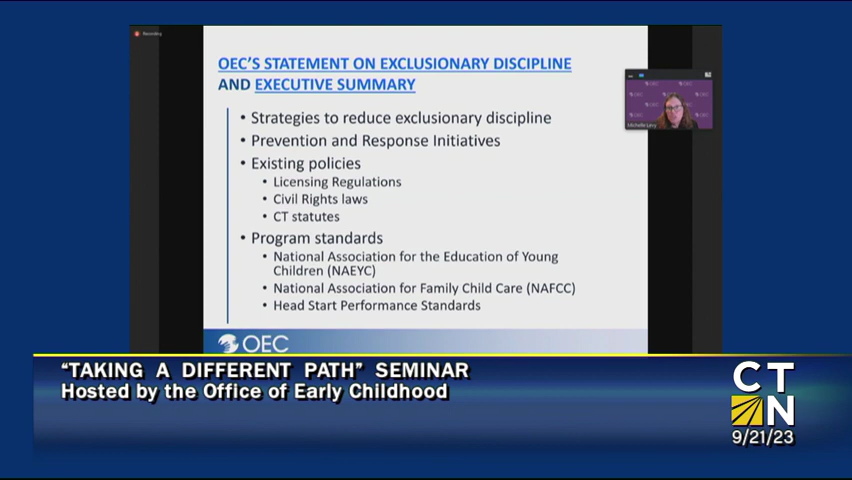 Recording
OEC'S STATEMENT ON EXCLUSIONARY DISCIPLINE
AND EXECUTIVE SUMMARY
• Strategies to reduce exclusionary discipline
• Prevention and Response Initiatives
• Existing policies
• Licensing Regulations
• Civil Rights laws
• CT statutes
• Program standards
• National Association for the Education of Young
Children (NAEYC)
• National Association for Family Child Care (NAFCC)
• Head Start Performance Standards
OEC
Michelle Levy
"TAKING A DIFFERENT PATH" SEMINAR
Hosted by the Office of Early Childhood
CT
N
9/21/23